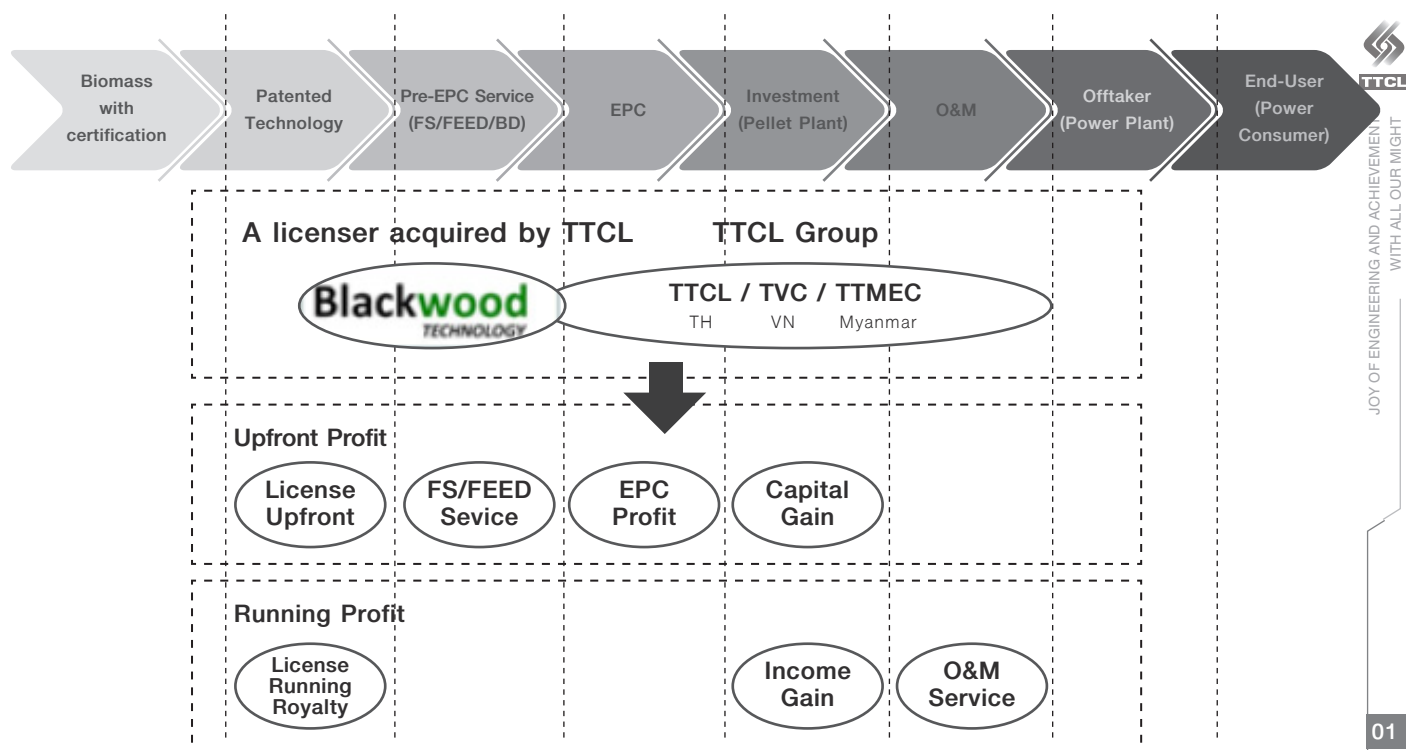 Biomass
with
certification
Patented
Technology
Pre-EPC Service
(FS/FEED/BD)
EPC
Investment
(Pellet Plant)
O&M
Offtaker
(Power Plant)
End-User
(Power
Consumer)
TTCL
JOY OF ENGINEERING AND ACHIEVEMENT
WITH ALL OUR MIGHT
A licenser acquired by TTCL
TTCL Group
Blackwood
TECHNOLOGY
TTCL / TVC / TTMEC
TH VN Myanmar
Upfront Profit
License
Upfront
FS/FEED
Sevice
EPC
Profit
Capital
Gain
Running Profit
License
Running
Royalty
Income
Gain
O&M
Service
01